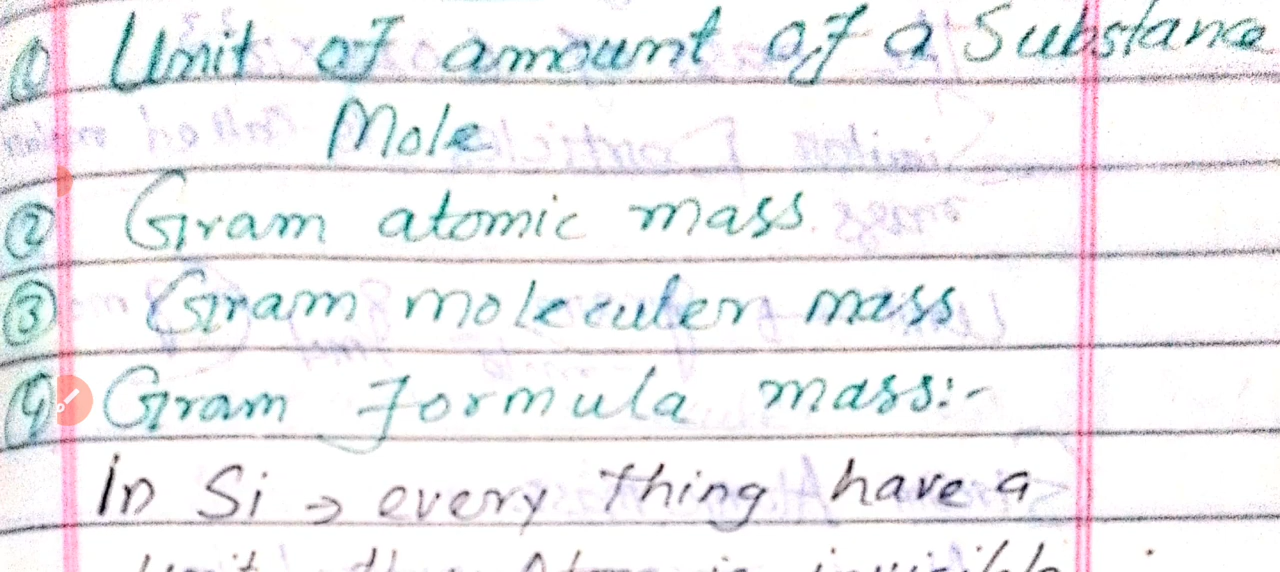 ① Unit of amount of a Substance
Mole
② Gram atomic mass
③ Gram moleculer mass
④ Gram Formula mass:-
In Si → every thing have a